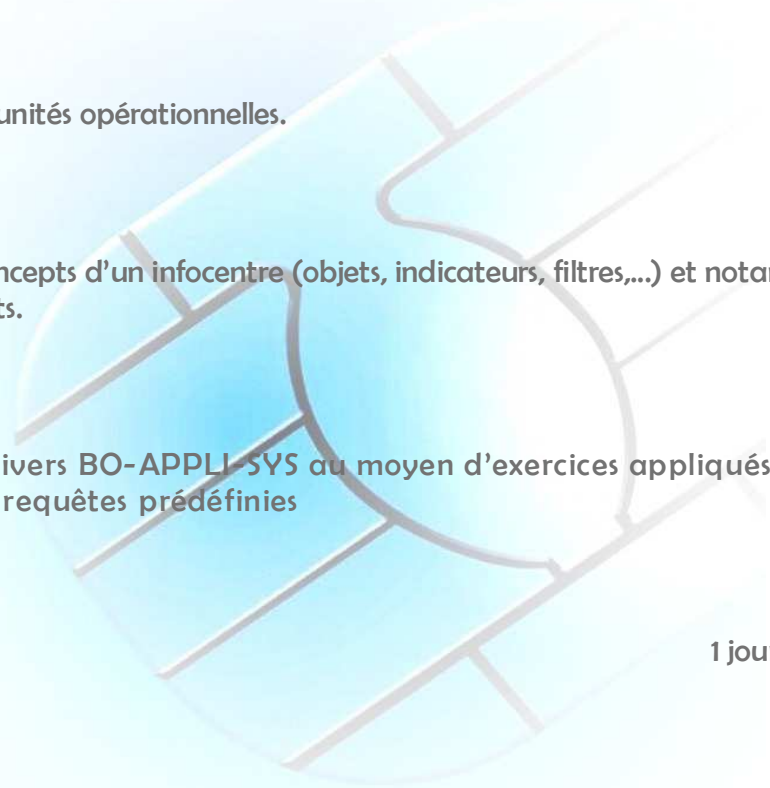 unités opérationnelles.
ncepts d'un infocentre (objets, indicateurs, filtres,...) et nota
ts.
ivers BO-APPLI-SYS au moyen d'exercices appliqués
requêtes prédéfinies
1 jou